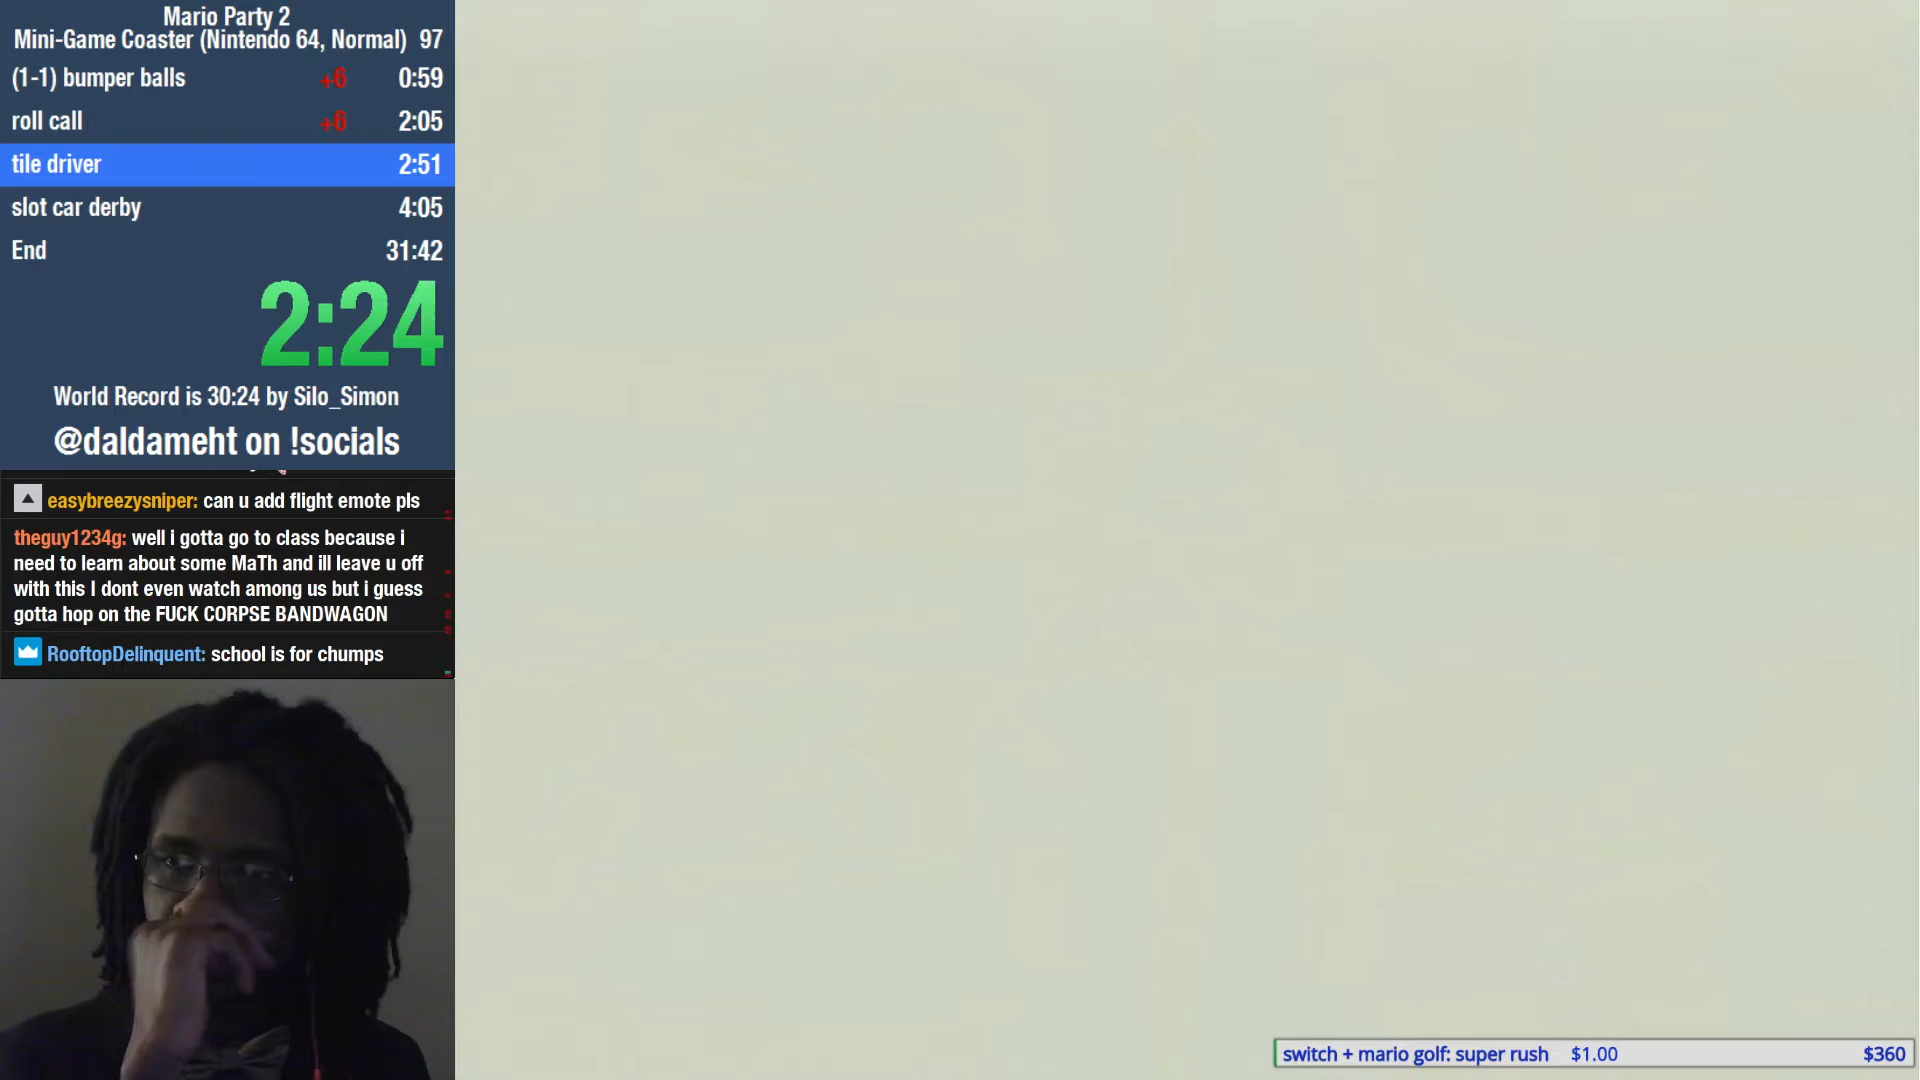 Mario Party 2
Mini-Game Coaster (Nintendo 64, Normal) 97
(1-1) bumper balls +6 0:59
roll call +6 2:05
tile driver 2:51
slot car derby 4:05
End 31:42
2:24
World Record is 30:24 by Silo_Simon
@daldameht on !socials
easybreezysniper: can u add flight emote pls
theguy1234g: well i gotta go to class because i
need to learn about some MaTh and ill leave u off
with this I dont even watch among us but i guess
gotta hop on the FUCK CORPSE BANDWAGON
RooftopDelinquent: school is for chumps
switch + mario golf: super rush $1.00 $360